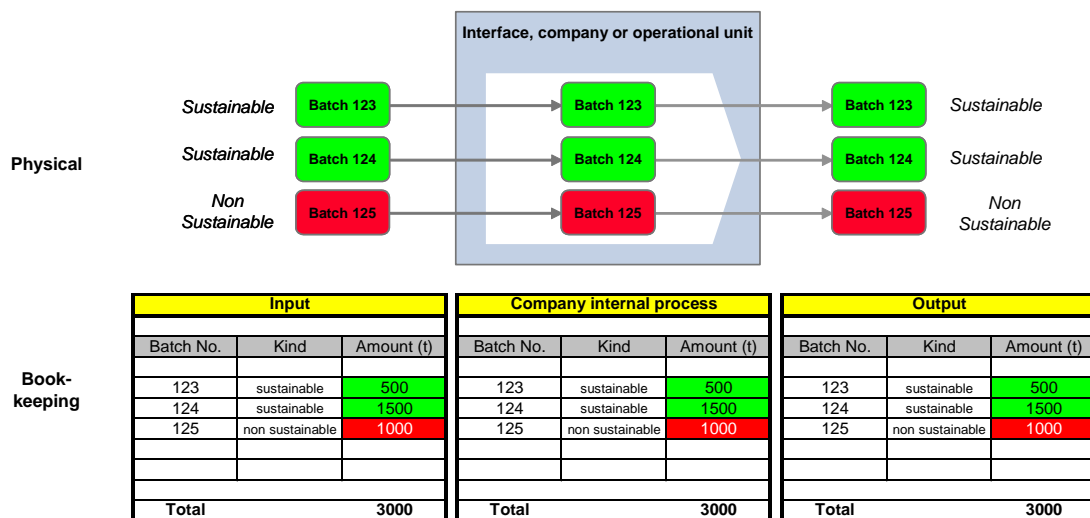 Interface, company or operational unit
Physical
Sustainable Batch 123 Batch 123 Batch 123 Sustainable
Sustainable Batch 124 Batch 124 Batch 124 Sustainable
Non
Sustainable
Batch 125 Batch 125 Batch 125
Non
Sustainable
Book-
keeping
Input Company internal process Output
Batch No. Kind Amount (t) Batch No. Kind Amount (t) Batch No. Kind Amount (t)
123 sustainable 500 123 sustainable 500 123 sustainable 500
124 sustainable 1500 124 sustainable 1500 124 sustainable 1500
125 non sustainable 1000 125 non sustainable 1000 125 non sustainable 1000
Total 3000 Total 3000 Total 3000